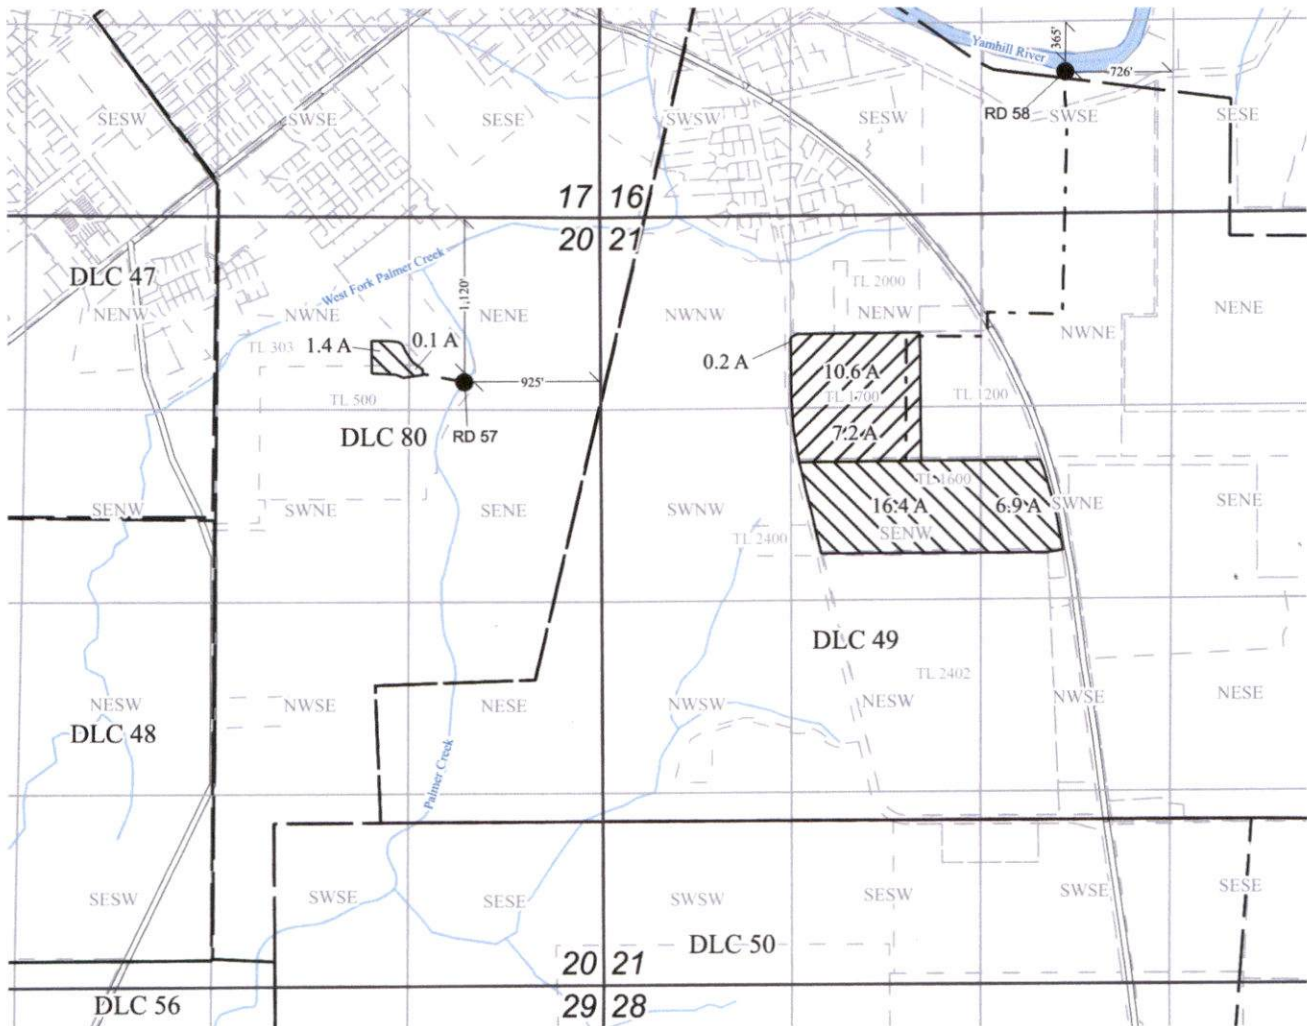 Yamhill River
365'
726'
RD 58
SESW
SWSE
SESE
SWSW
SESW
SWSE
SESE
17 16
20 21
DLC 47
West Fork Palmer Creek
1,120'
TL 2000
NENW
NWNE
NENE
NWNW
NENW
NWNE
NENE
TL 303
1.4 A
0.1 A
0.2 A
925'
10.6 A
TL 500
TL 1700
TL 1200
DLC 80
RD 57
7.2 A
TL 1600
SENW
SWNE
SENE
SWNW
16.4 A
6.9 A
SWNE
SENE
TL 2400
SENW
DLC 49
TL 2402
NESW
NWSE
NESE
NWSW
NESW
NWSE
NESE
DLC 48
Palmer Creek
SESW
SWSE
SESE
SWSW
SESW
SWSE
SESE
DLC 50
20 21
29 28
DLC 56